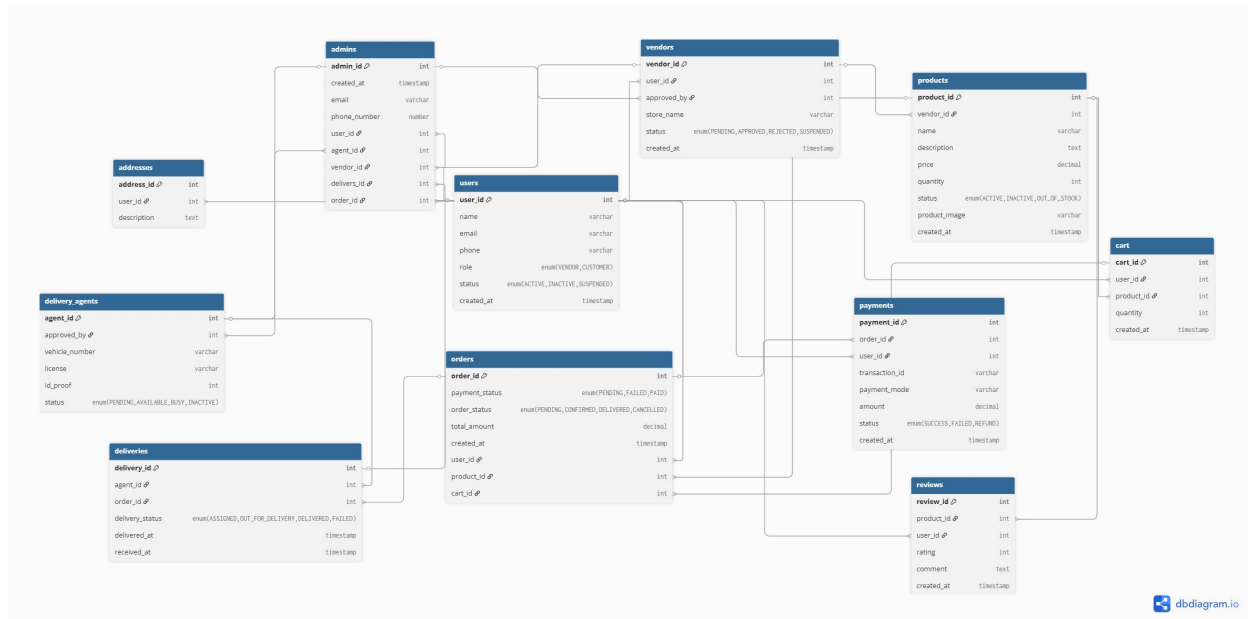 admins
admin_id int
created_at timestamp
email varchar
phone_number number
user_id int
agent_id int
vendor_id int
delivers_id int
order_id int
vendors
vendor_id int
user_id int
approved_by int
store_name varchar
status enum(PENDING,APPROVED,REJECTED,SUSPENDED)
created_at timestamp
products
product_id int
vendor_id int
name varchar
description text
price decimal
quantity int
status enum(ACTIVE,INACTIVE,OUT_OF_STOCK)
product_image varchar
created_at timestamp
addresses
address_id int
user_id int
description text
users
user_id int
name varchar
email varchar
phone varchar
role enum(VENDOR,CUSTOMER)
status enum(ACTIVE,INACTIVE,SUSPENDED)
created_at timestamp
cart
cart_id int
user_id int
product_id int
quantity int
created_at timestamp
delivery_agents
agent_id int
approved_by int
vehicle_number varchar
license varchar
id_proof int
status enum(PENDING,AVAILABLE,BUSY,INACTIVE)
payments
payment_id int
order_id int
user_id int
transaction_id varchar
payment_mode varchar
amount decimal
status enum(SUCCESS,FAILED,REFUND)
created_at timestamp
orders
order_id int
payment_status enum(PENDING,FAILED,PAID)
order_status enum(PENDING,CONFIRMED,DELIVERED,CANCELLED)
total_amount decimal
created_at timestamp
user_id int
product_id int
cart_id int
deliveries
delivery_id int
agent_id int
order_id int
delivery_status enum(ASSIGNED,OUT_FOR_DELIVERY,DELIVERED,FAILED)
delivered_at timestamp
received_at timestamp
reviews
review_id int
product_id int
user_id int
rating int
comment text
created_at timestamp
dbdiagram.io